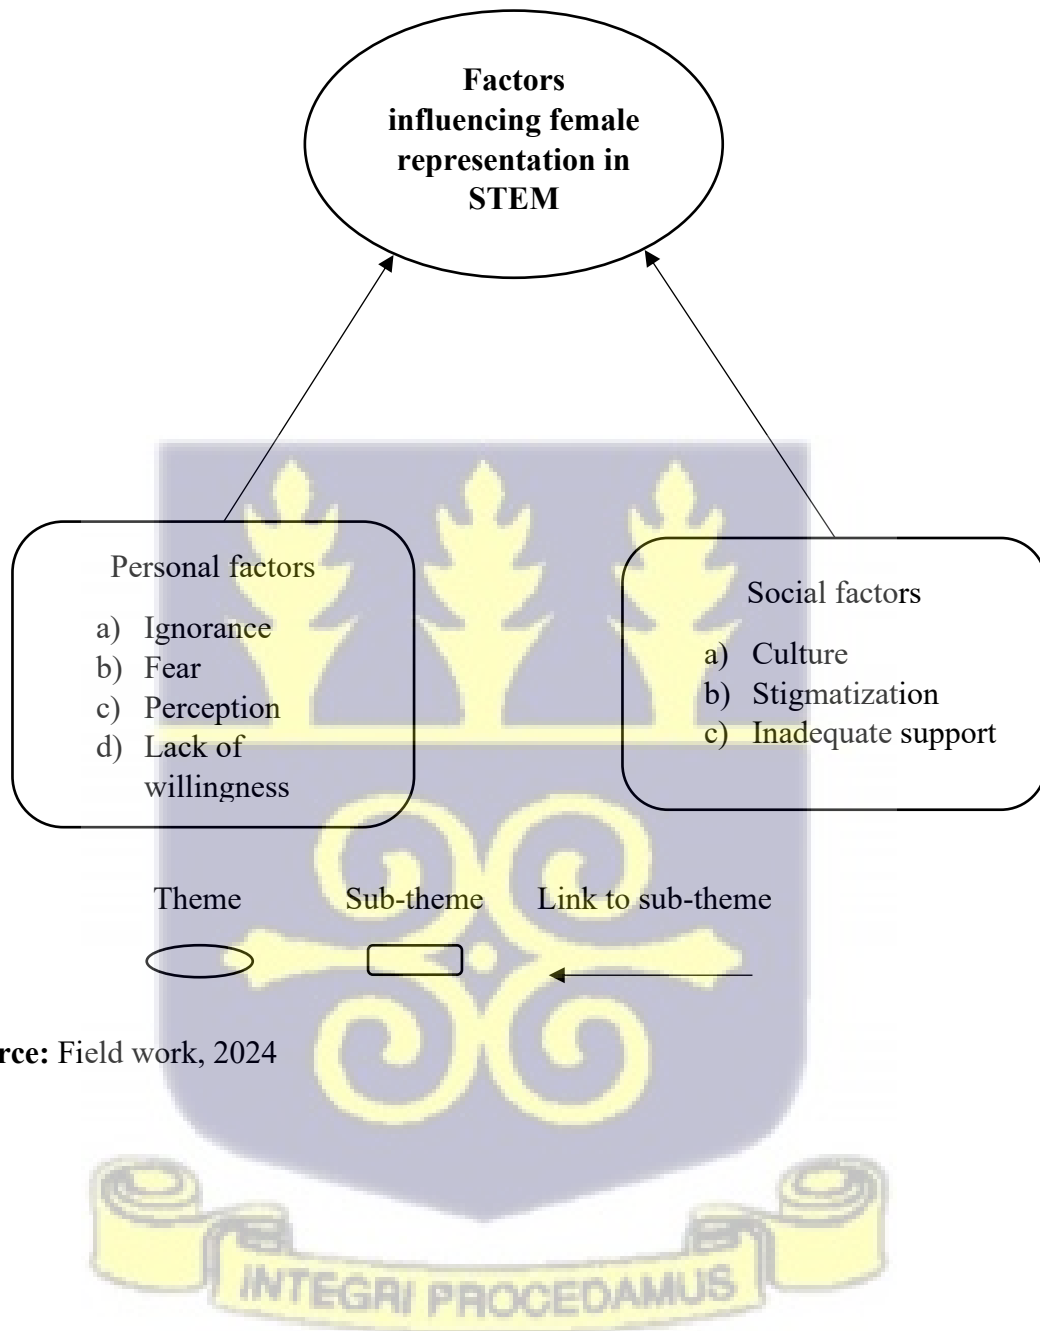 Factors
influencing female
representation in
STEM
Personal factors
a) Ignorance
b) Fear
c) Perception
d) Lack of
willingness
Social factors
a) Culture
b) Stigmatization
c) Inadequate support
Theme Sub-theme Link to sub-theme
rce: Field work, 2024
INTEGRI PROCEDAMUS